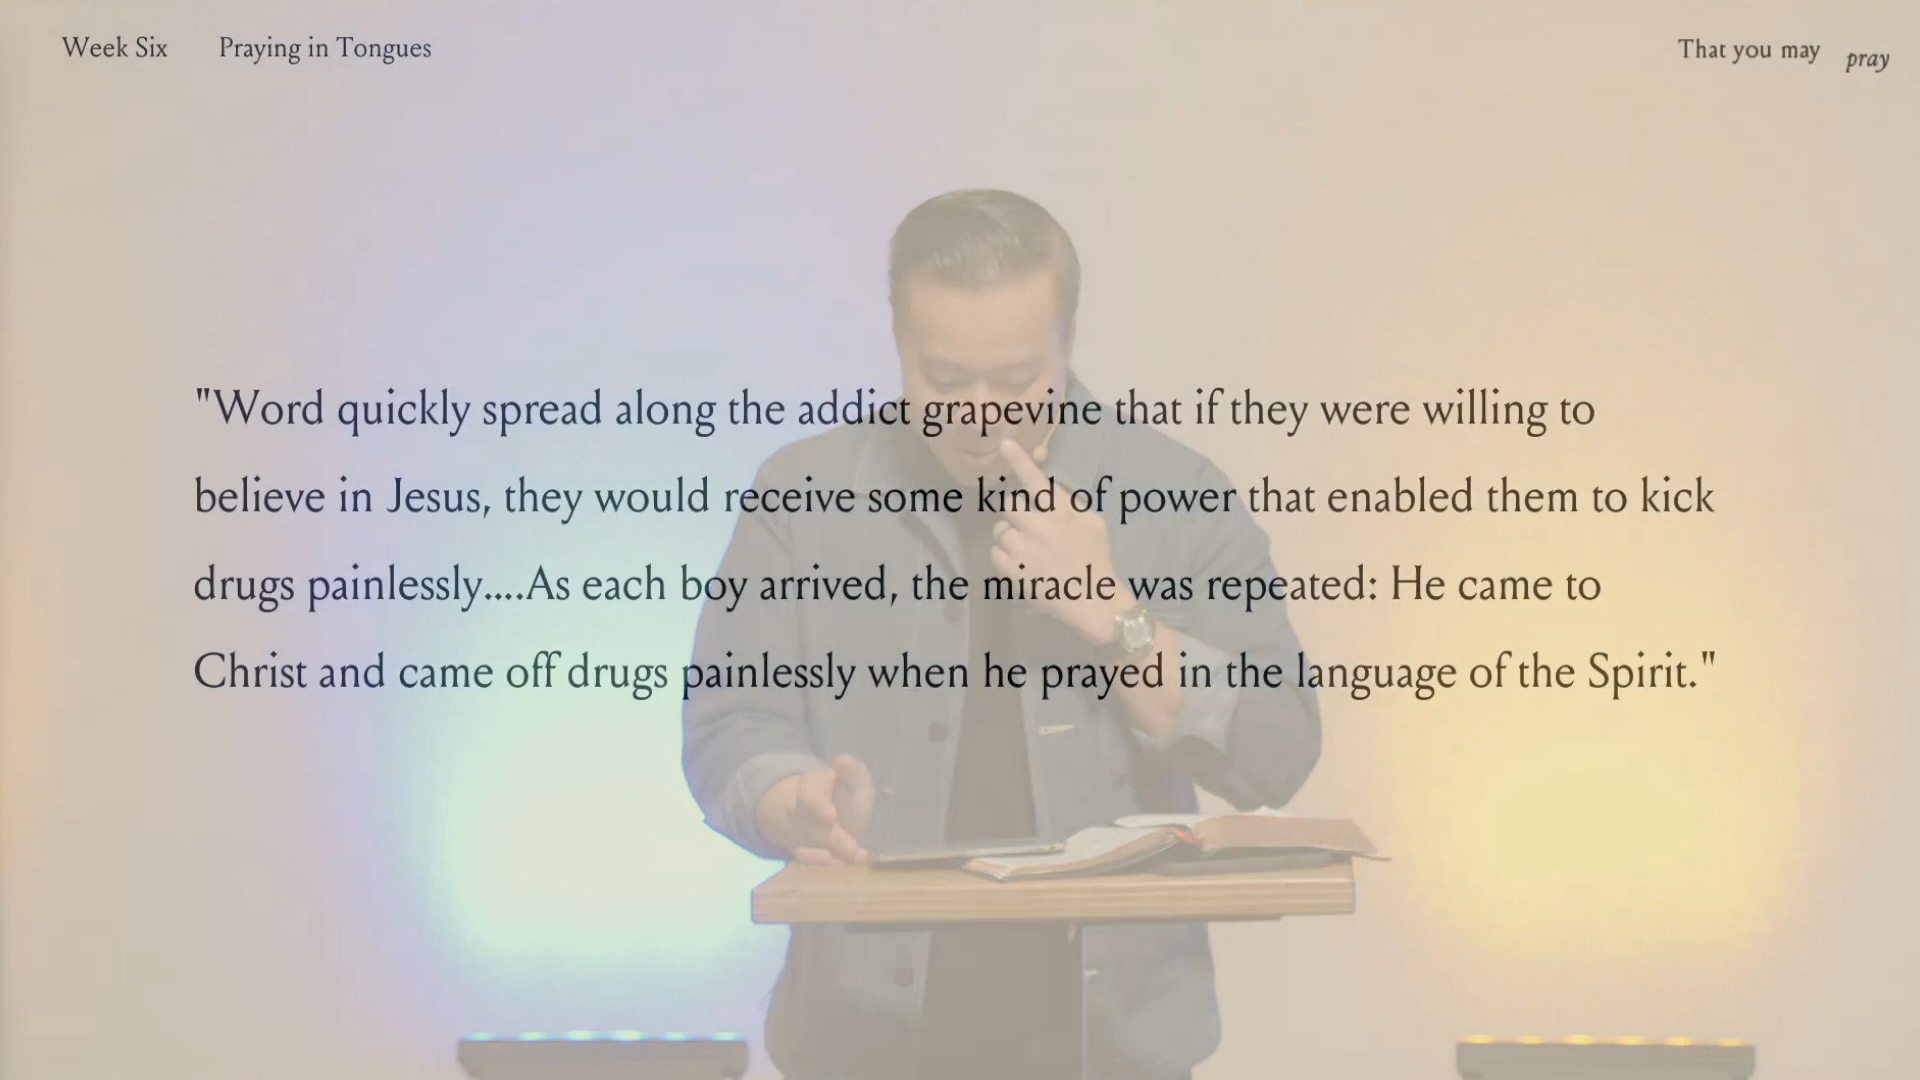 Week Six Praying in Tongues
That you may pray
"Word quickly spread along the addict grapevine that if they were willing to
believe in Jesus, they would receive some kind of power that enabled them to kick
drugs painlessly....As each boy arrived, the miracle was repeated: He came to
Christ and came off drugs painlessly when he prayed in the language of the Spirit."